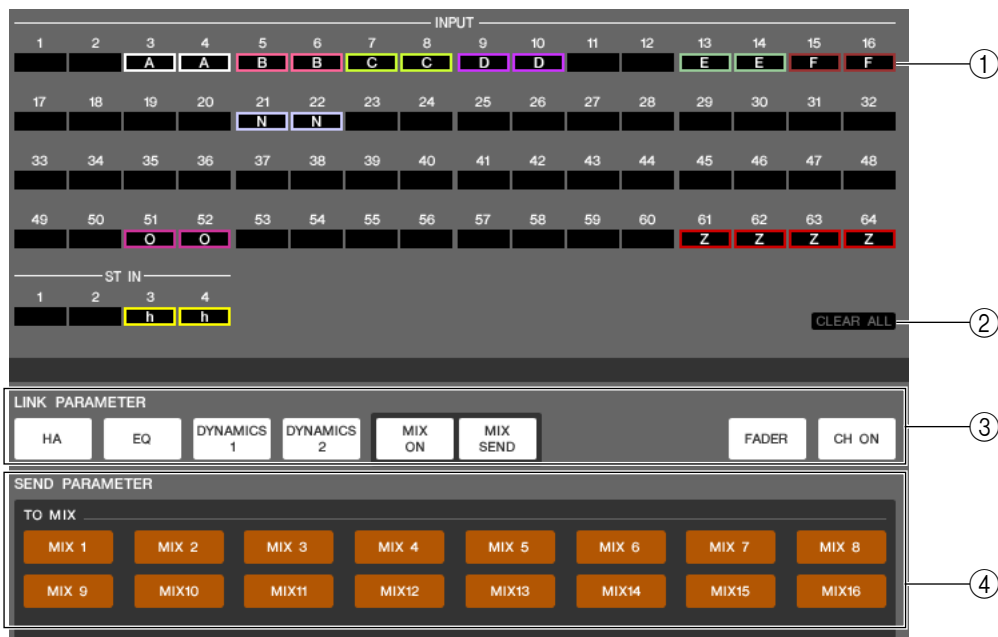 INPUT
1 2 3 4 5 6 7 8 9 10 11 12 13 14 15 16
A A B B C C D D E E F F
①
17 18 19 20 21 22 23 24 25 26 27 28 29 30 31 32
N N
33 34 35 36 37 38 39 40 41 42 43 44 45 46 47 48
49 50 51 52 53 54 55 56 57 58 59 60 61 62 63 64
O O Z Z Z Z
ST IN
1 2 3 4
h h
CLEAR ALL
②
LINK PARAMETER
HA EQ DYNAMICS 1 DYNAMICS 2 MIX ON MIX SEND FADER CH ON
③
SEND PARAMETER
TO MIX
MIX 1 MIX 2 MIX 3 MIX 4 MIX 5 MIX 6 MIX 7 MIX 8
MIX 9 MIX10 MIX11 MIX12 MIX13 MIX14 MIX15 MIX16
④